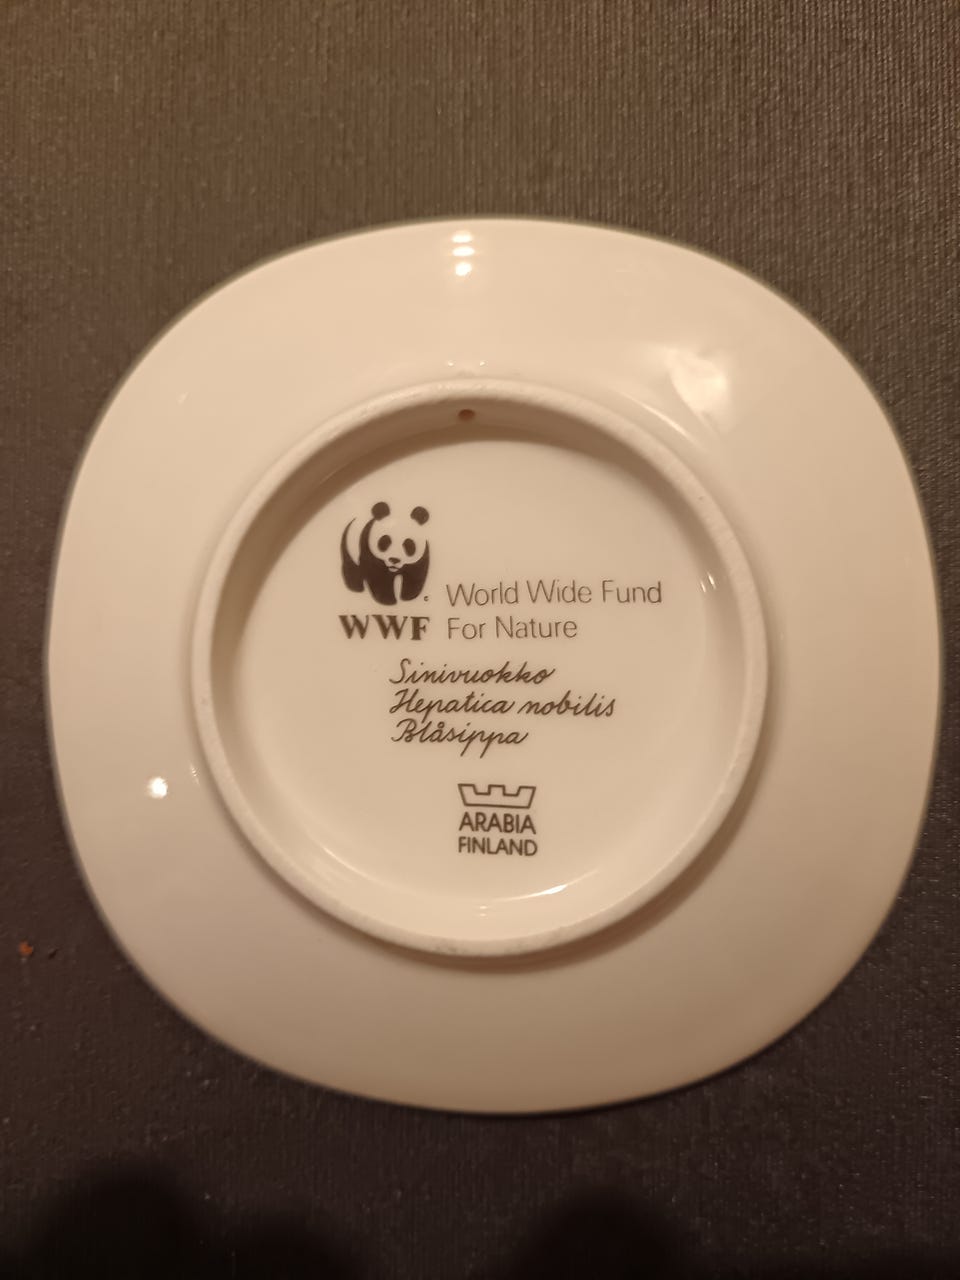 World Wide Fund
WWF For Nature
Sinivuokko
Hepatica nobilis
Blåsippa
ARABIA
FINLAND